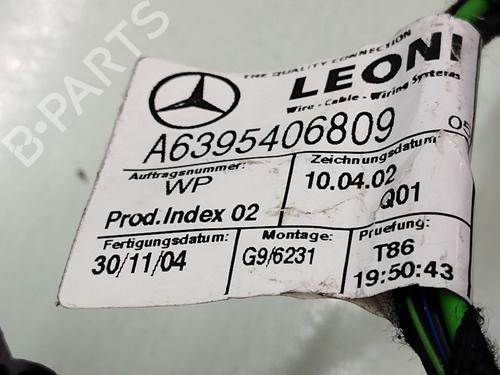 THE QUALITY CONNECTION
LEONI
Wire - Cable - Wiring Systems
A6395406809
05
Auftragsnummer:
WP
Zeichnungsdatum
10.04.02
Q01
Prod.Index 02
Fertigungsdatum:
30/11/04
Montage:
G9/6231
Pruefung:
T86
19:50:43
B-PARTS